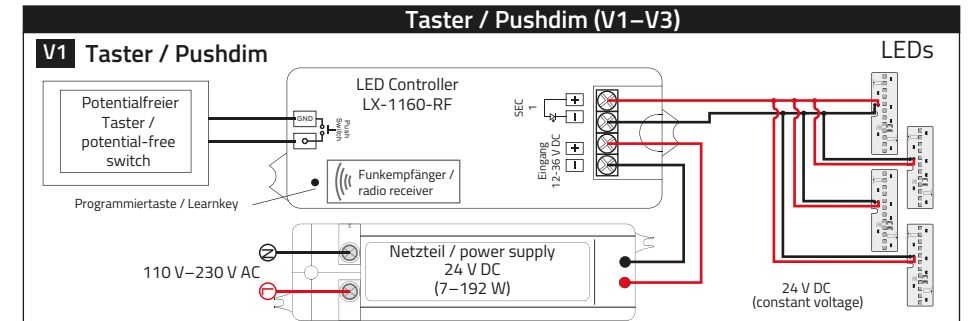 Taster / Pushdim (V1–V3)
V1 Taster / Pushdim
LEDs
LED Controller
LX-1160-RF
Potentialfreier
Taster /
potential-free
switch
GND
Push
Switch
SEC
1
+
−
Eingang
12-36 V DC
+
−
Funkempfänger /
radio receiver
Programmiertaste / Learnkey
N
110 V–230 V AC
L
Netzteil / power supply
24 V DC
(7–192 W)
24 V DC
(constant voltage)